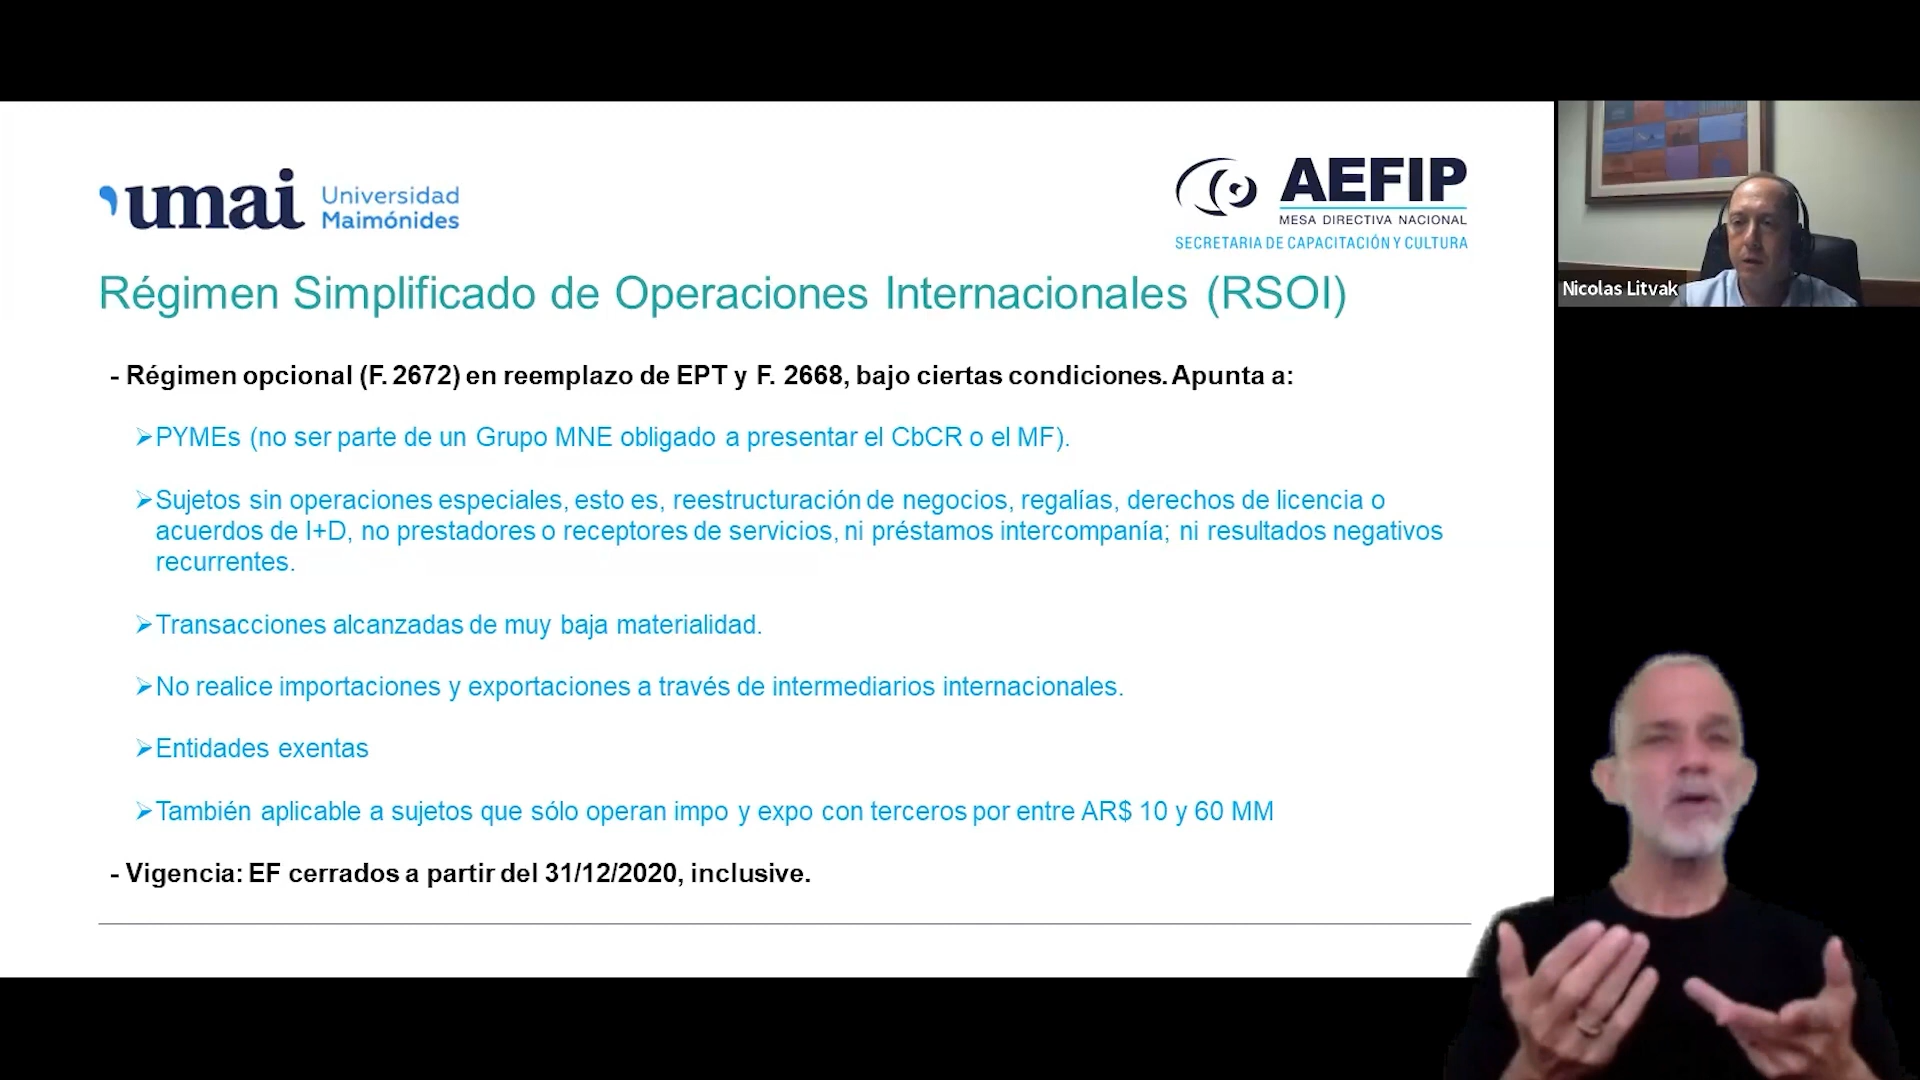 umai Universidad Maimónides
AEFIP
MESA DIRECTIVA NACIONAL
SECRETARIA DE CAPACITACIÓN Y CULTURA
Régimen Simplificado de Operaciones Internacionales (RSOI)
- Régimen opcional (F. 2672) en reemplazo de EPT y F. 2668, bajo ciertas condiciones. Apunta a:
➢PYMEs (no ser parte de un Grupo MNE obligado a presentar el CbCR o el MF).
➢Sujetos sin operaciones especiales, esto es, reestructuración de negocios, regalías, derechos de licencia o
acuerdos de I+D, no prestadores o receptores de servicios, ni préstamos intercompanía; ni resultados negativos
recurrentes.
➢Transacciones alcanzadas de muy baja materialidad.
➢No realice importaciones y exportaciones a través de intermediarios internacionales.
➢Entidades exentas
➢También aplicable a sujetos que sólo operan impo y expo con terceros por entre AR$ 10 y 60 MM
- Vigencia: EF cerrados a partir del 31/12/2020, inclusive.
Nicolas Litvak